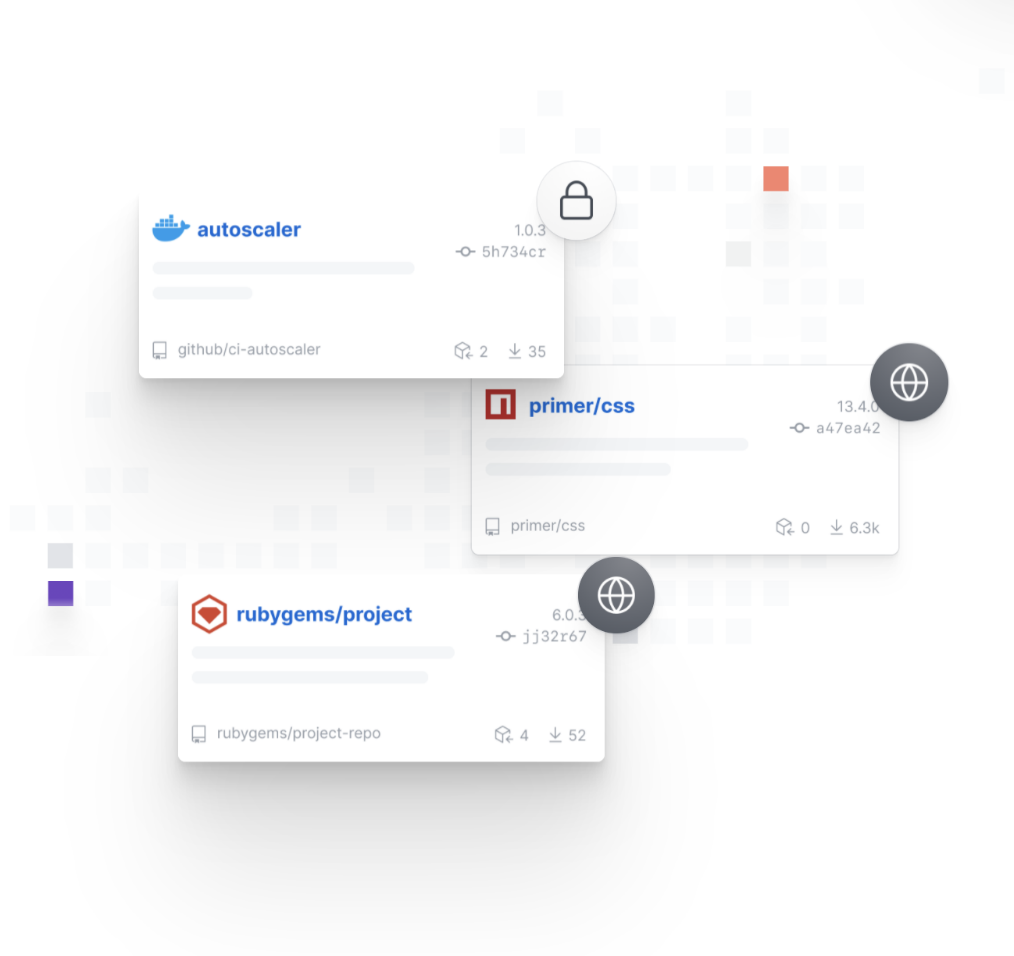 autoscaler
1.0.3
5h734cr
github/ci-autoscaler 2 35
primer/css
13.4.0
a47ea42
primer/css 0 6.3k
rubygems/project
6.0.3
jj32r67
rubygems/project-repo 4 52